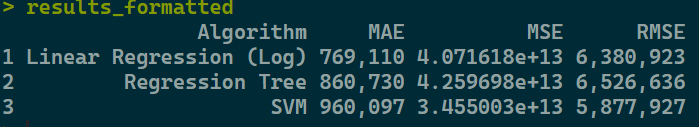 > results_formatted
Algorithm MAE MSE RMSE
1 Linear Regression (Log) 769,110 4.071618e+13 6,380,923
2 Regression Tree 860,730 4.259698e+13 6,526,636
3 SVM 960,097 3.455003e+13 5,877,927